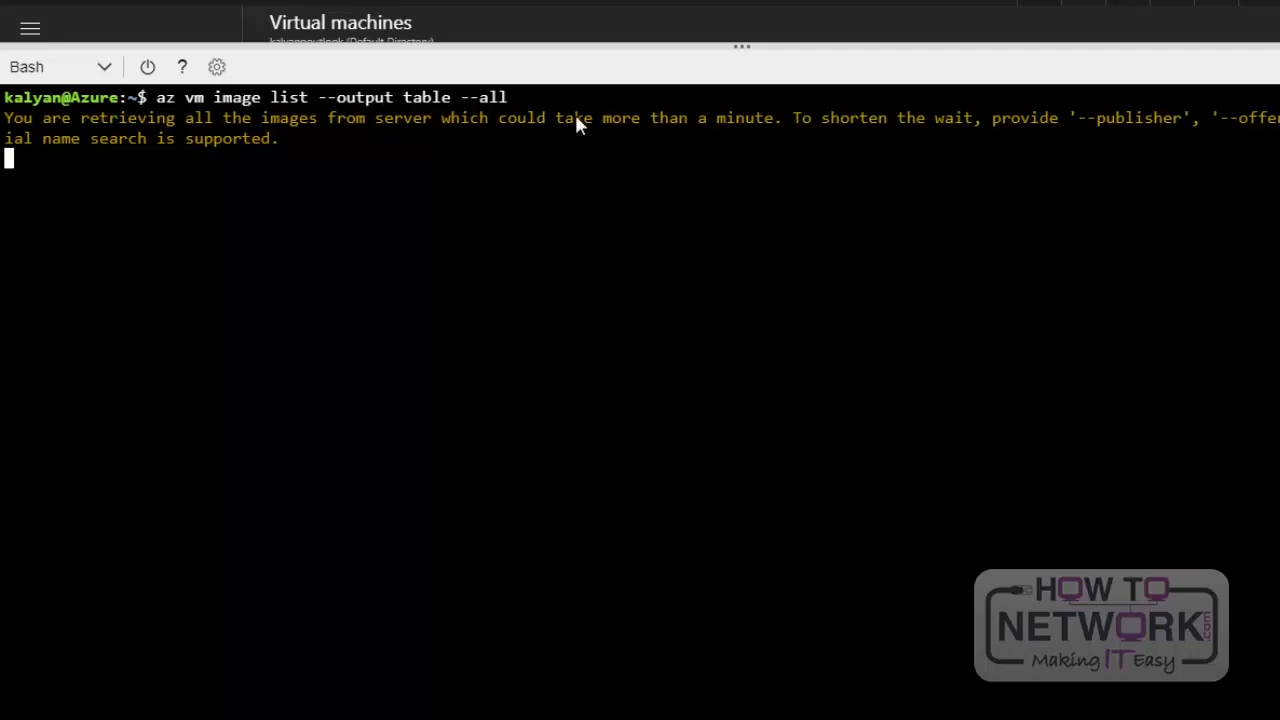 Virtual machines
kalyanpoutlook (Default Directory)
Bash
?
kalyan@Azure:~$ az vm image list --output table --all
You are retrieving all the images from server which could take more than a minute. To shorten the wait, provide '--publisher', '--offer
ial name search is supported.
HOW TO
NETWORK.com
Making IT Easy